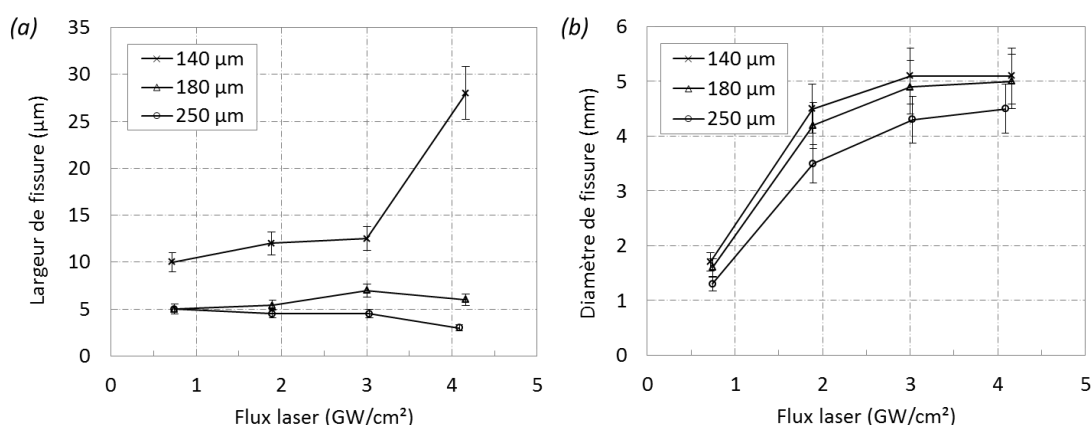 (a)
35
30
25
20
15
10
5
0
Largeur de fissure (µm)
140 µm
180 µm
250 µm
0 1 2 3 4 5
Flux laser (GW/cm²)
(b)
6
5
4
3
2
1
0
Diamètre de fissure (mm)
140 µm
180 µm
250 µm
0 1 2 3 4 5
Flux laser (GW/cm²)